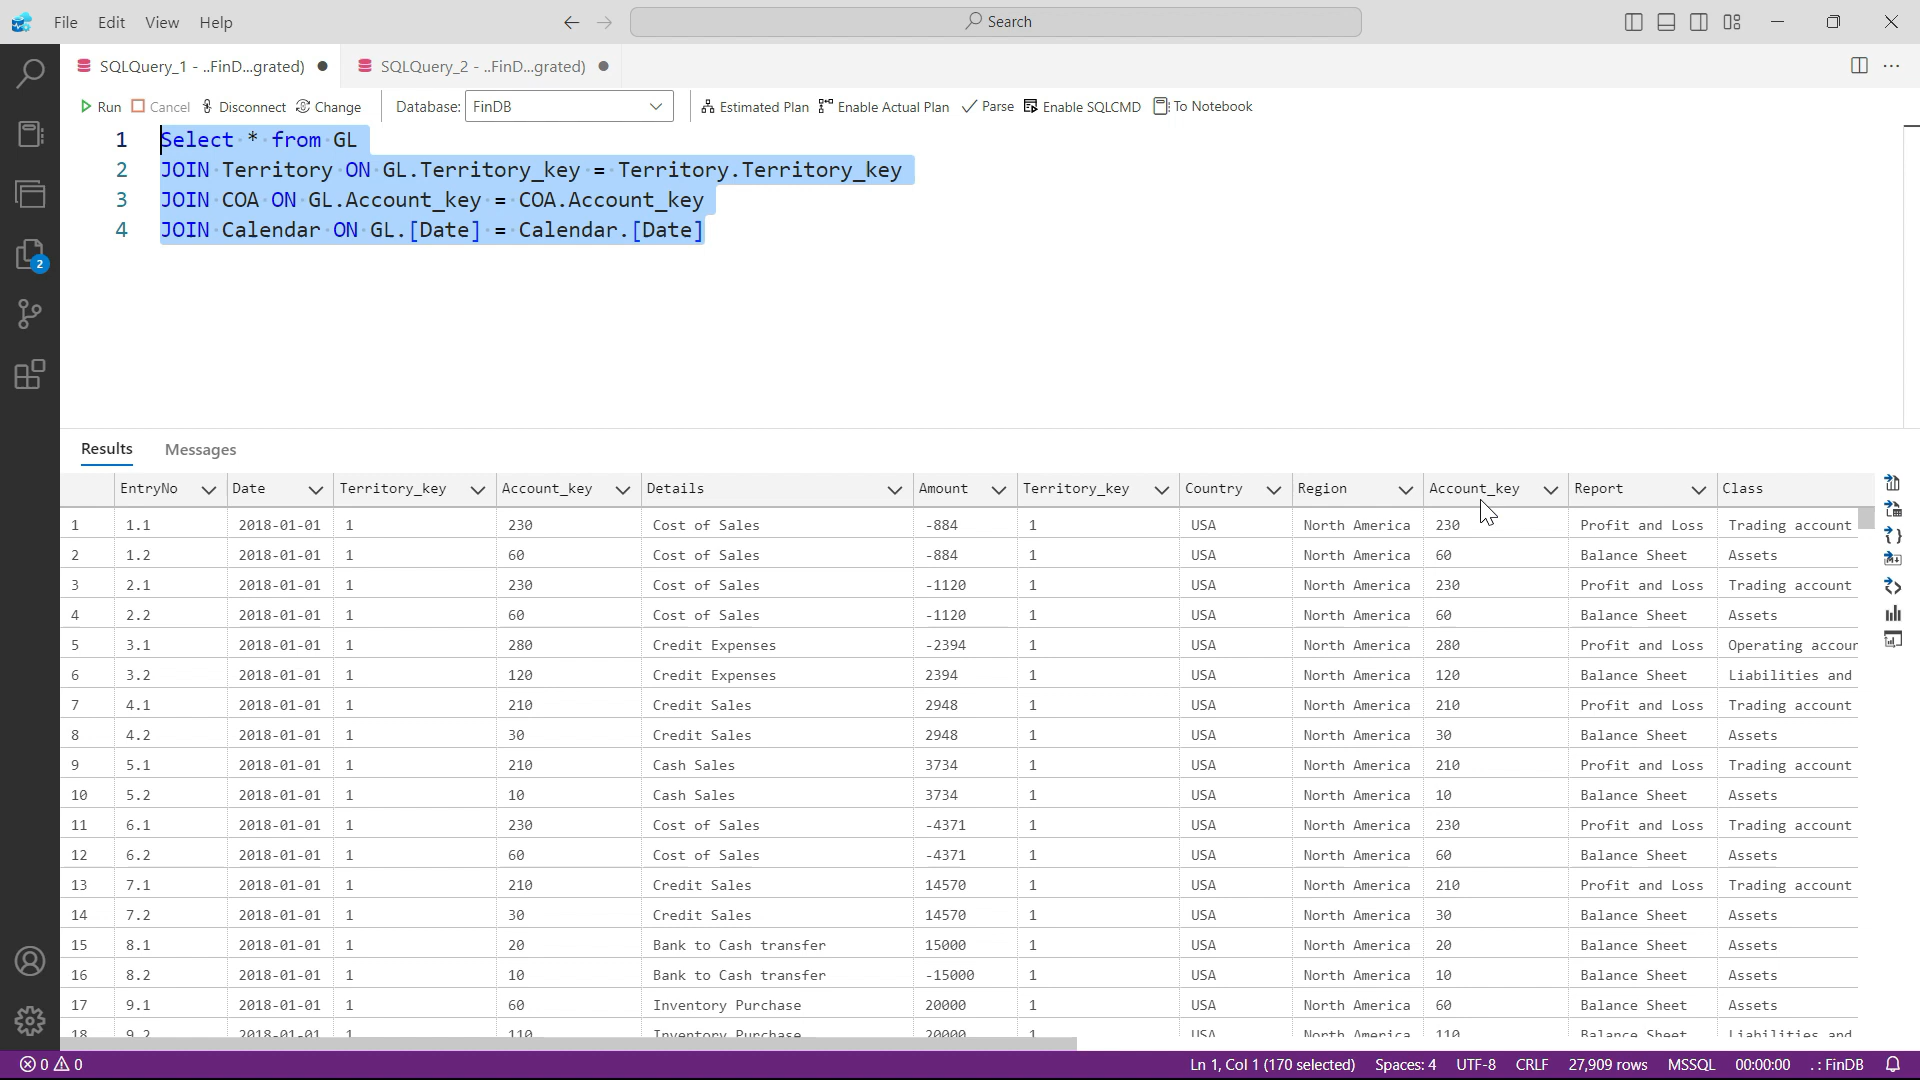 File Edit View Help Search
SQLQuery_1 - ..FinD...grated) SQLQuery_2 - ..FinD...grated)
Run Cancel Disconnect Change Database: FinDB Estimated Plan Enable Actual Plan Parse Enable SQLCMD To Notebook
1 Select * from GL
2 JOIN Territory ON GL.Territory_key = Territory.Territory_key
3 JOIN COA ON GL.Account_key = COA.Account_key
4 JOIN Calendar ON GL.[Date] = Calendar.[Date]
2
Results Messages
EntryNo Date Territory_key Account_key Details Amount Territory_key Country Region Account_key Report Class
1 1.1 2018-01-01 1 230 Cost of Sales -884 1 USA North America 230 Profit and Loss Trading account
2 1.2 2018-01-01 1 60 Cost of Sales -884 1 USA North America 60 Balance Sheet Assets
3 2.1 2018-01-01 1 230 Cost of Sales -1120 1 USA North America 230 Profit and Loss Trading account
4 2.2 2018-01-01 1 60 Cost of Sales -1120 1 USA North America 60 Balance Sheet Assets
5 3.1 2018-01-01 1 280 Credit Expenses -2394 1 USA North America 280 Profit and Loss Operating accour
6 3.2 2018-01-01 1 120 Credit Expenses 2394 1 USA North America 120 Balance Sheet Liabilities and
7 4.1 2018-01-01 1 210 Credit Sales 2948 1 USA North America 210 Profit and Loss Trading account
8 4.2 2018-01-01 1 30 Credit Sales 2948 1 USA North America 30 Balance Sheet Assets
9 5.1 2018-01-01 1 210 Cash Sales 3734 1 USA North America 210 Profit and Loss Trading account
10 5.2 2018-01-01 1 10 Cash Sales 3734 1 USA North America 10 Balance Sheet Assets
11 6.1 2018-01-01 1 230 Cost of Sales -4371 1 USA North America 230 Profit and Loss Trading account
12 6.2 2018-01-01 1 60 Cost of Sales -4371 1 USA North America 60 Balance Sheet Assets
13 7.1 2018-01-01 1 210 Credit Sales 14570 1 USA North America 210 Profit and Loss Trading account
14 7.2 2018-01-01 1 30 Credit Sales 14570 1 USA North America 30 Balance Sheet Assets
15 8.1 2018-01-01 1 20 Bank to Cash transfer 15000 1 USA North America 20 Balance Sheet Assets
16 8.2 2018-01-01 1 10 Bank to Cash transfer -15000 1 USA North America 10 Balance Sheet Assets
17 9.1 2018-01-01 1 60 Inventory Purchase 20000 1 USA North America 60 Balance Sheet Assets
18 9.2 2018-01-01 1 110 Inventory Purchase 20000 1 USA North America 110 Balance Sheet Liabilities and
0 0 Ln 1, Col 1 (170 selected) Spaces: 4 UTF-8 CRLF 27,909 rows MSSQL 00:00:00 . : FinDB